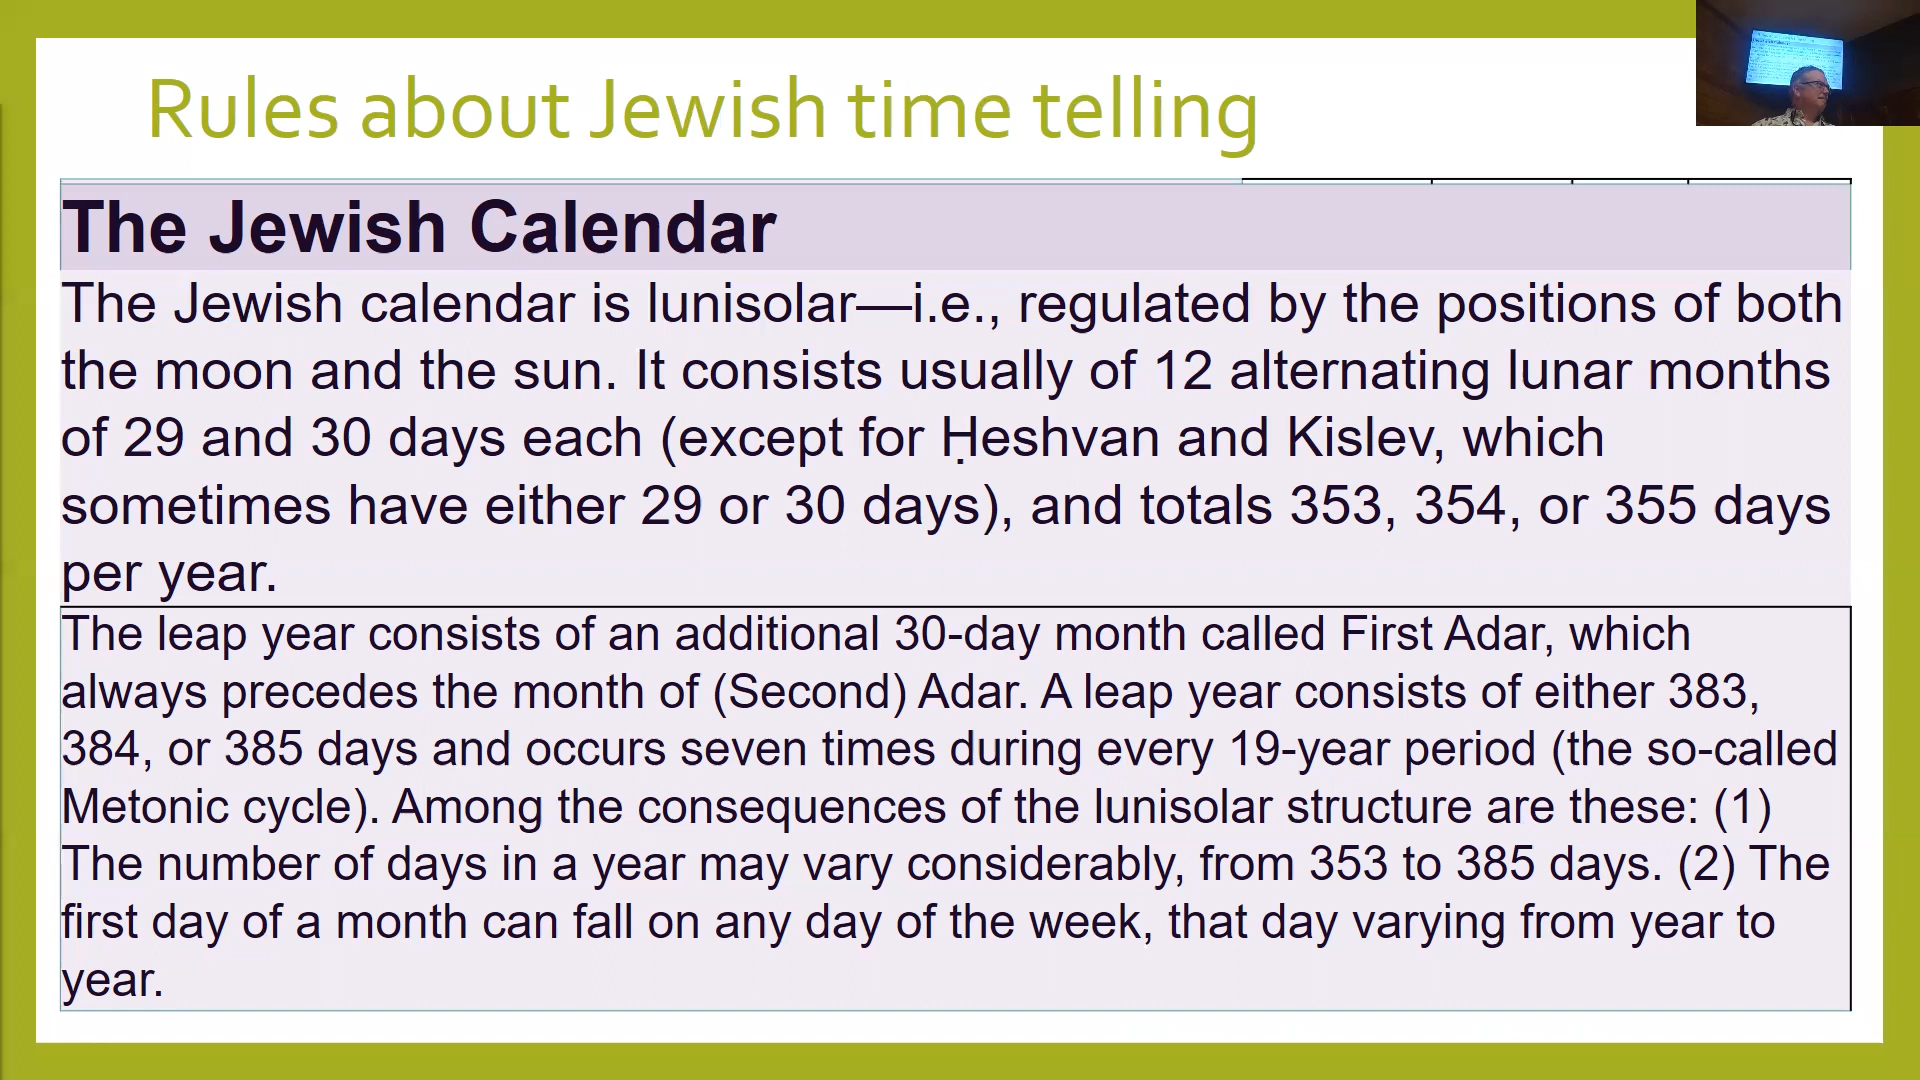 Rules about Jewish time telling
The Jewish Calendar
The Jewish calendar is lunisolar—i.e., regulated by the positions of both
the moon and the sun. It consists usually of 12 alternating lunar months
of 29 and 30 days each (except for Ḥeshvan and Kislev, which
sometimes have either 29 or 30 days), and totals 353, 354, or 355 days
per year.
The leap year consists of an additional 30-day month called First Adar, which
always precedes the month of (Second) Adar. A leap year consists of either 383,
384, or 385 days and occurs seven times during every 19-year period (the so-called
Metonic cycle). Among the consequences of the lunisolar structure are these: (1)
The number of days in a year may vary considerably, from 353 to 385 days. (2) The
first day of a month can fall on any day of the week, that day varying from year to
year.